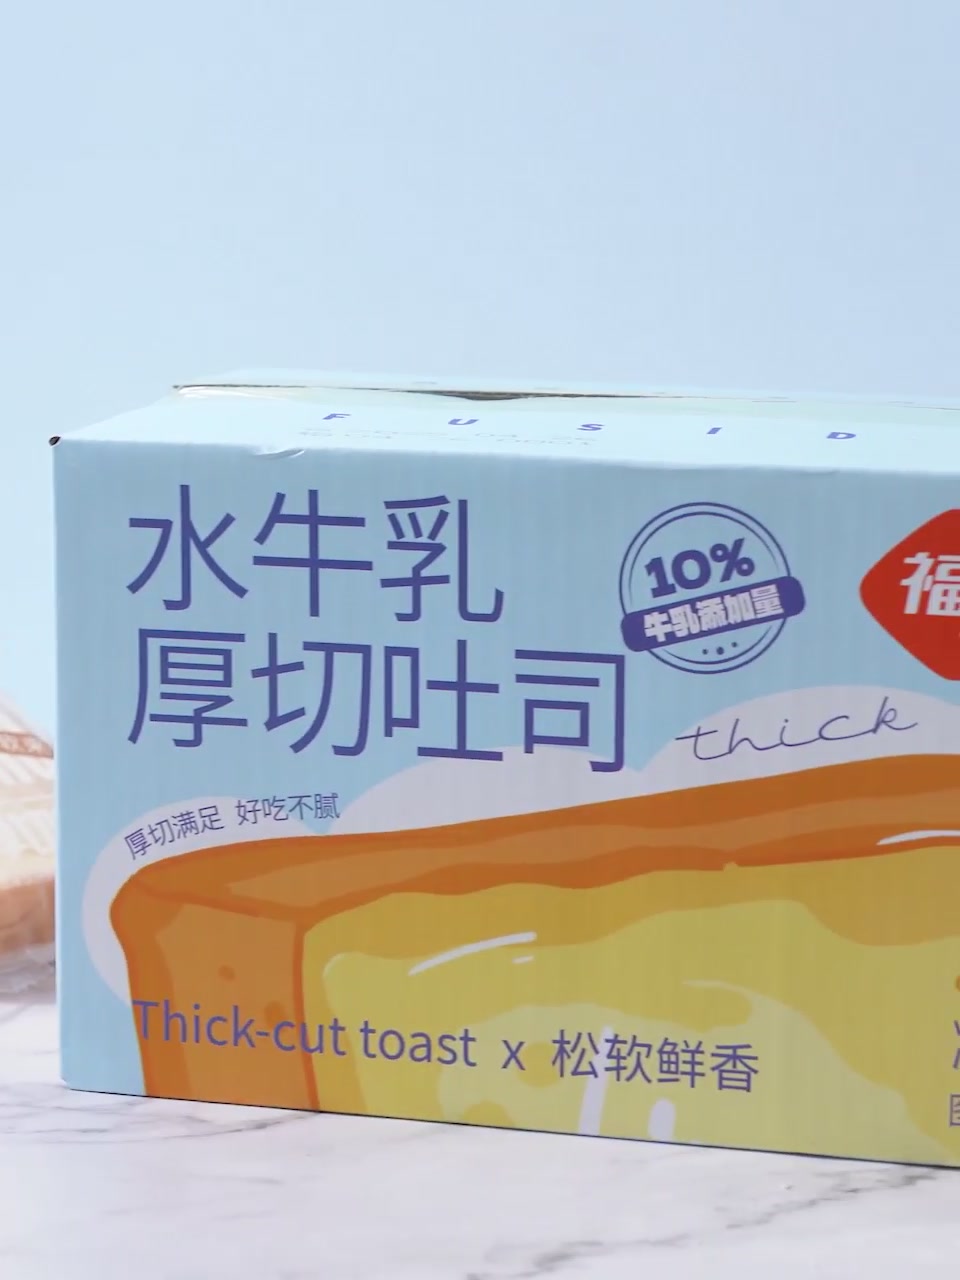 F U S I D
水牛乳
厚切吐司
10%
牛乳添加量
福
thick
厚切满足 好吃不腻
Thick-cut toast x 松软鲜香